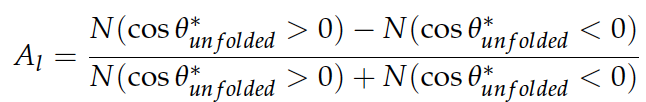 A_l = \frac{N(\cos\theta^*_{unfolded} > 0) - N(\cos\theta^*_{unfolded} < 0)}{N(\cos\theta^*_{unfolded} > 0) + N(\cos\theta^*_{unfolded} < 0)}